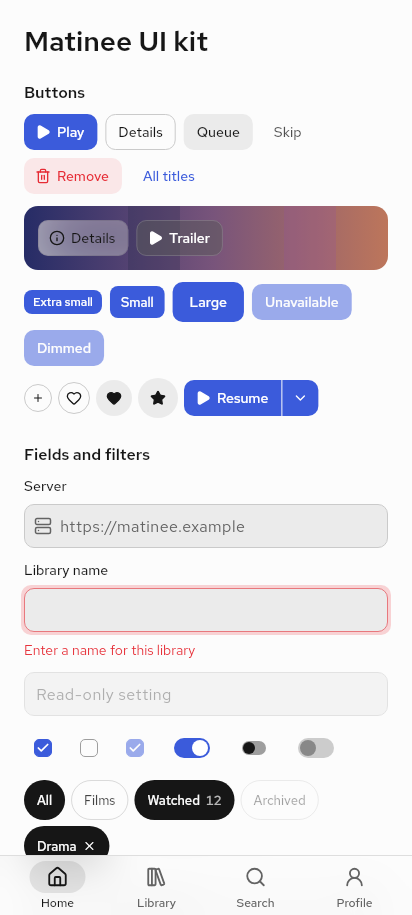 Matinee UI kit
Buttons
Play Details Queue Skip
Remove All titles
Details Trailer
Extra small Small Large Unavailable
Dimmed
Resume
Fields and filters
Server
https://matinee.example
Library name
Enter a name for this library
Read-only setting
All Films Watched 12 Archived
Drama
Home Library Search Profile